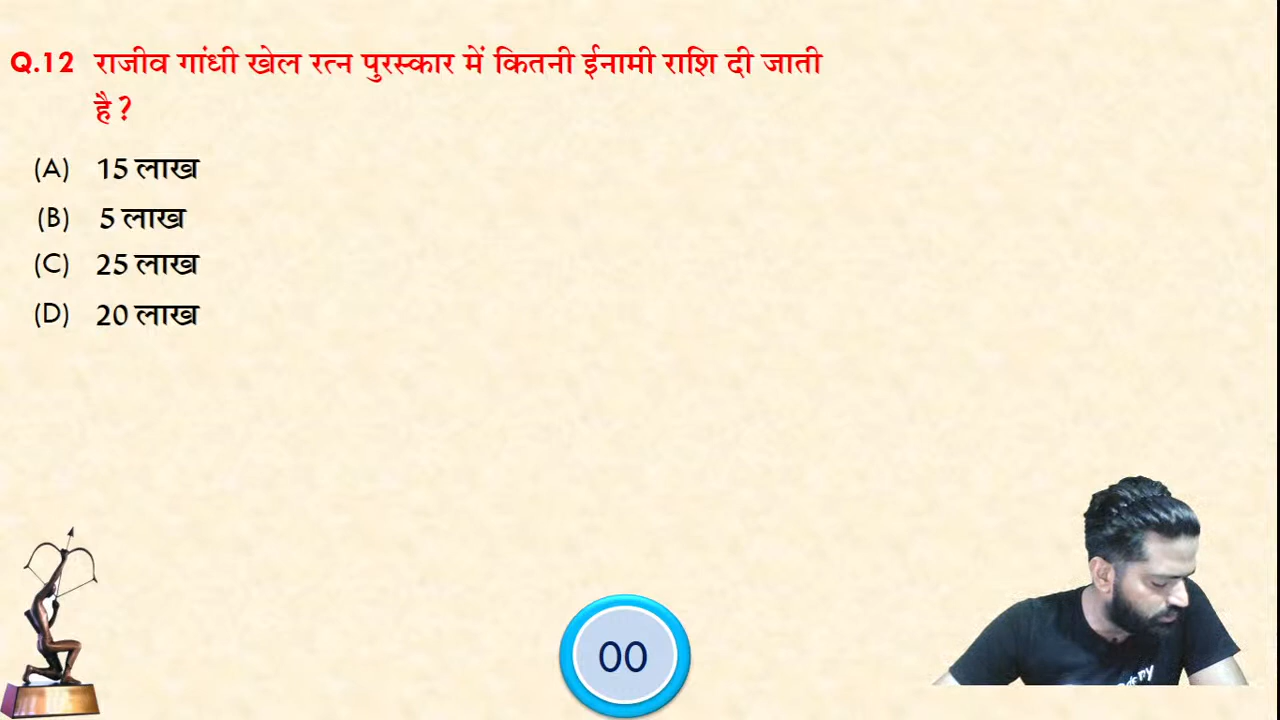 Q.12 राजीव गांधी खेल रत्न पुरस्कार में कितनी ईनामी राशि दी जाती
है?
(A) 15 लाख
(B) 5 लाख
(C) 25 लाख
(D) 20 लाख
00